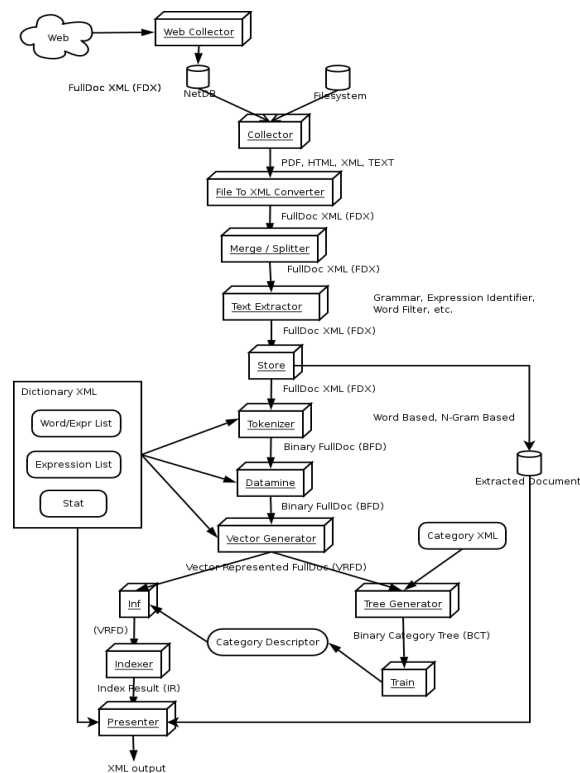 Web
Web Collector
FullDoc XML (FDX)
NetDB
Filesystem
Collector
PDF, HTML, XML, TEXT
File To XML Converter
FullDoc XML (FDX)
Merge / Splitter
FullDoc XML (FDX)
Text Extractor
Grammar, Expression Identifier,
Word Filter, etc.
FullDoc XML (FDX)
Store
FullDoc XML (FDX)
Dictionary XML
Word/Expr List
Expression List
Stat
Tokenizer
Word Based, N-Gram Based
Binary FullDoc (BFD)
Extracted Document
Datamine
Binary FullDoc (BFD)
Vector Generator
Category XML
Vector Represented FullDoc (VRFD)
Inf
Tree Generator
(VRFD)
Category Descriptor
Binary Category Tree (BCT)
Indexer
Train
Index Result (IR)
Presenter
XML output